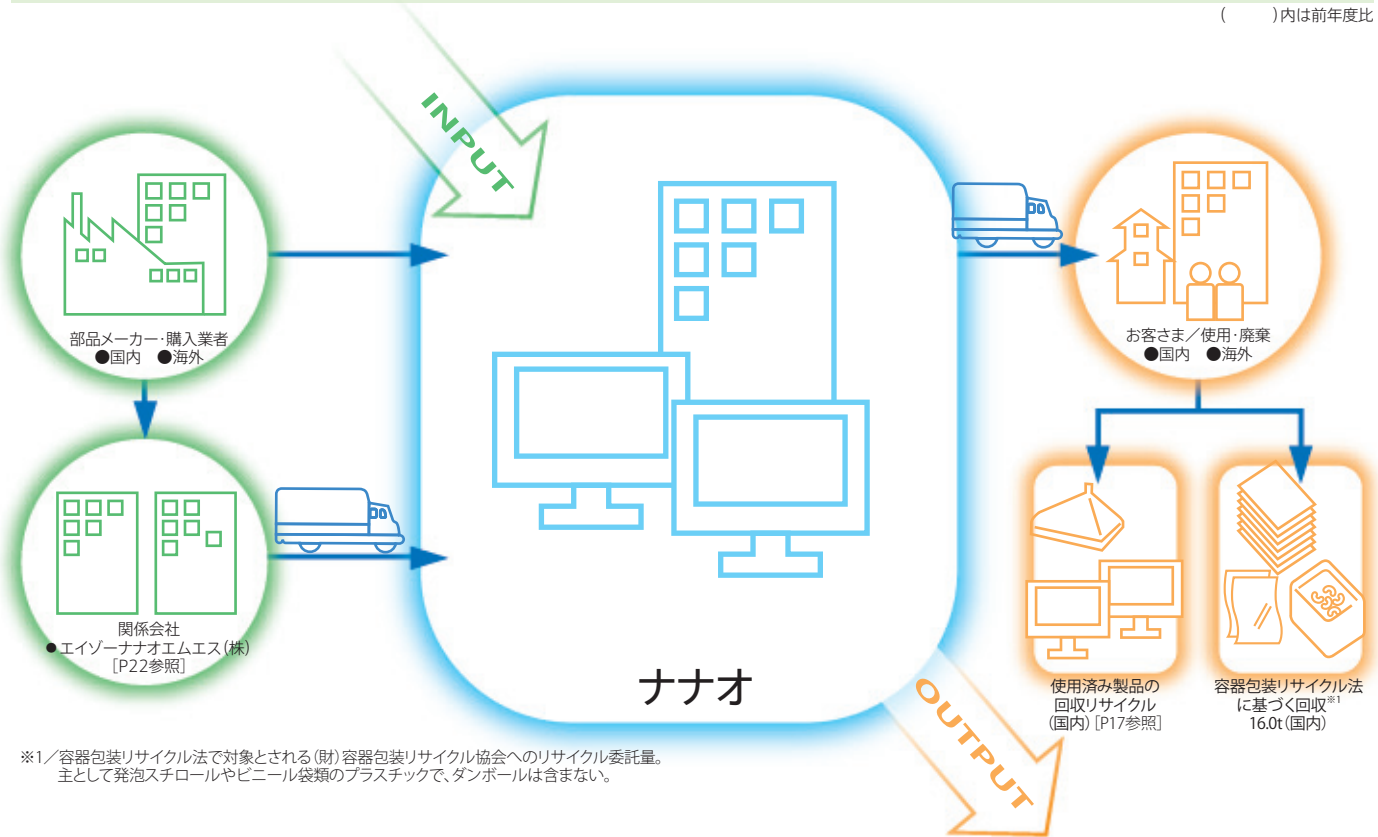 (　　)内は前年度比
INPUT
部品メーカー・購入業者
●国内　●海外
お客さま／使用・廃棄
●国内　●海外
関係会社
●エイゾーナナオエムエス(株)
[P22参照]
ナナオ
OUTPUT
使用済み製品の
回収リサイクル
(国内)[P17参照]
容器包装リサイクル法
に基づく回収※1
16.0t(国内)
※1／容器包装リサイクル法で対象とされる(財)容器包装リサイクル協会へのリサイクル委託量。
主として発泡スチロールやビニール袋類のプラスチックで、ダンボールは含まない。